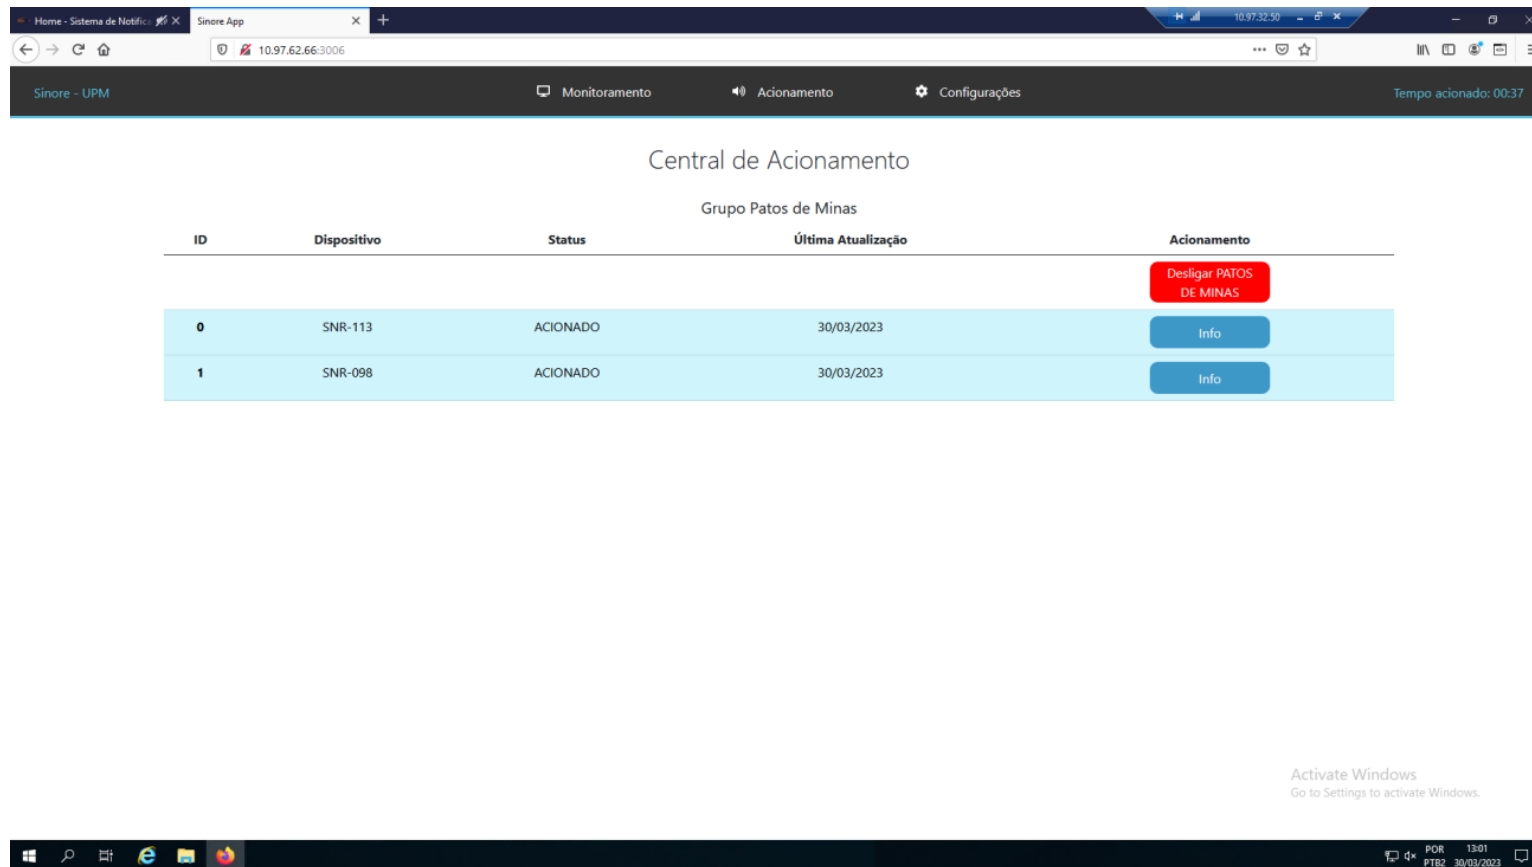 Home - Sistema de Notifica
Sinore App
10.97.32.50
10.97.62.66:3006
Sinore - UPM
Monitoramento
Acionamento
Configurações
Tempo acionado: 00:37
Central de Acionamento
Grupo Patos de Minas
ID Dispositivo Status Última Atualização Acionamento
Desligar PATOS
DE MINAS
0 SNR-113 ACIONADO 30/03/2023 Info
1 SNR-098 ACIONADO 30/03/2023 Info
Activate Windows
Go to Settings to activate Windows.
POR 13:01
PTB2 30/03/2023